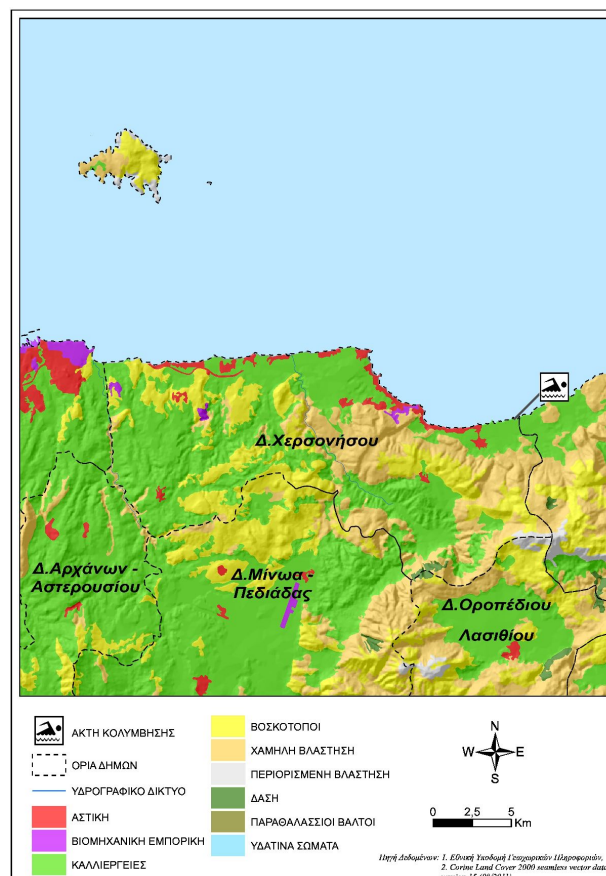 Δ.Χερσονήσου
Δ.Αρχάνων -
Αστερουσίου
Δ.Μίνωα -
Πεδιάδας
Δ.Οροπέδιου
Λασιθίου
ΑΚΤΗ ΚΟΛΥΜΒΗΣΗΣ
ΟΡΙΑ ΔΗΜΩΝ
ΥΔΡΟΓΡΑΦΙΚΟ ΔΙΚΤΥΟ
ΑΣΤΙΚΗ
ΒΙΟΜΗΧΑΝΙΚΗ ΕΜΠΟΡΙΚΗ
ΚΑΛΛΙΕΡΓΕΙΕΣ
ΒΟΣΚΟΤΟΠΟΙ
ΧΑΜΗΛΗ ΒΛΑΣΤΗΣΗ
ΠΕΡΙΟΡΙΣΜΕΝΗ ΒΛΑΣΤΗΣΗ
ΔΑΣΗ
ΠΑΡΑΘΑΛΑΣΣΙΟΙ ΒΑΛΤΟΙ
ΥΔΑΤΙΝΑ ΣΩΜΑΤΑ
N
W E
S
0 2,5 5
Km
Πηγή Δεδομένων: 1. Εθνική Υποδομή Γεωχωρικών Πληροφοριών,
2. Corine Land Cover 2000 seamless vector data